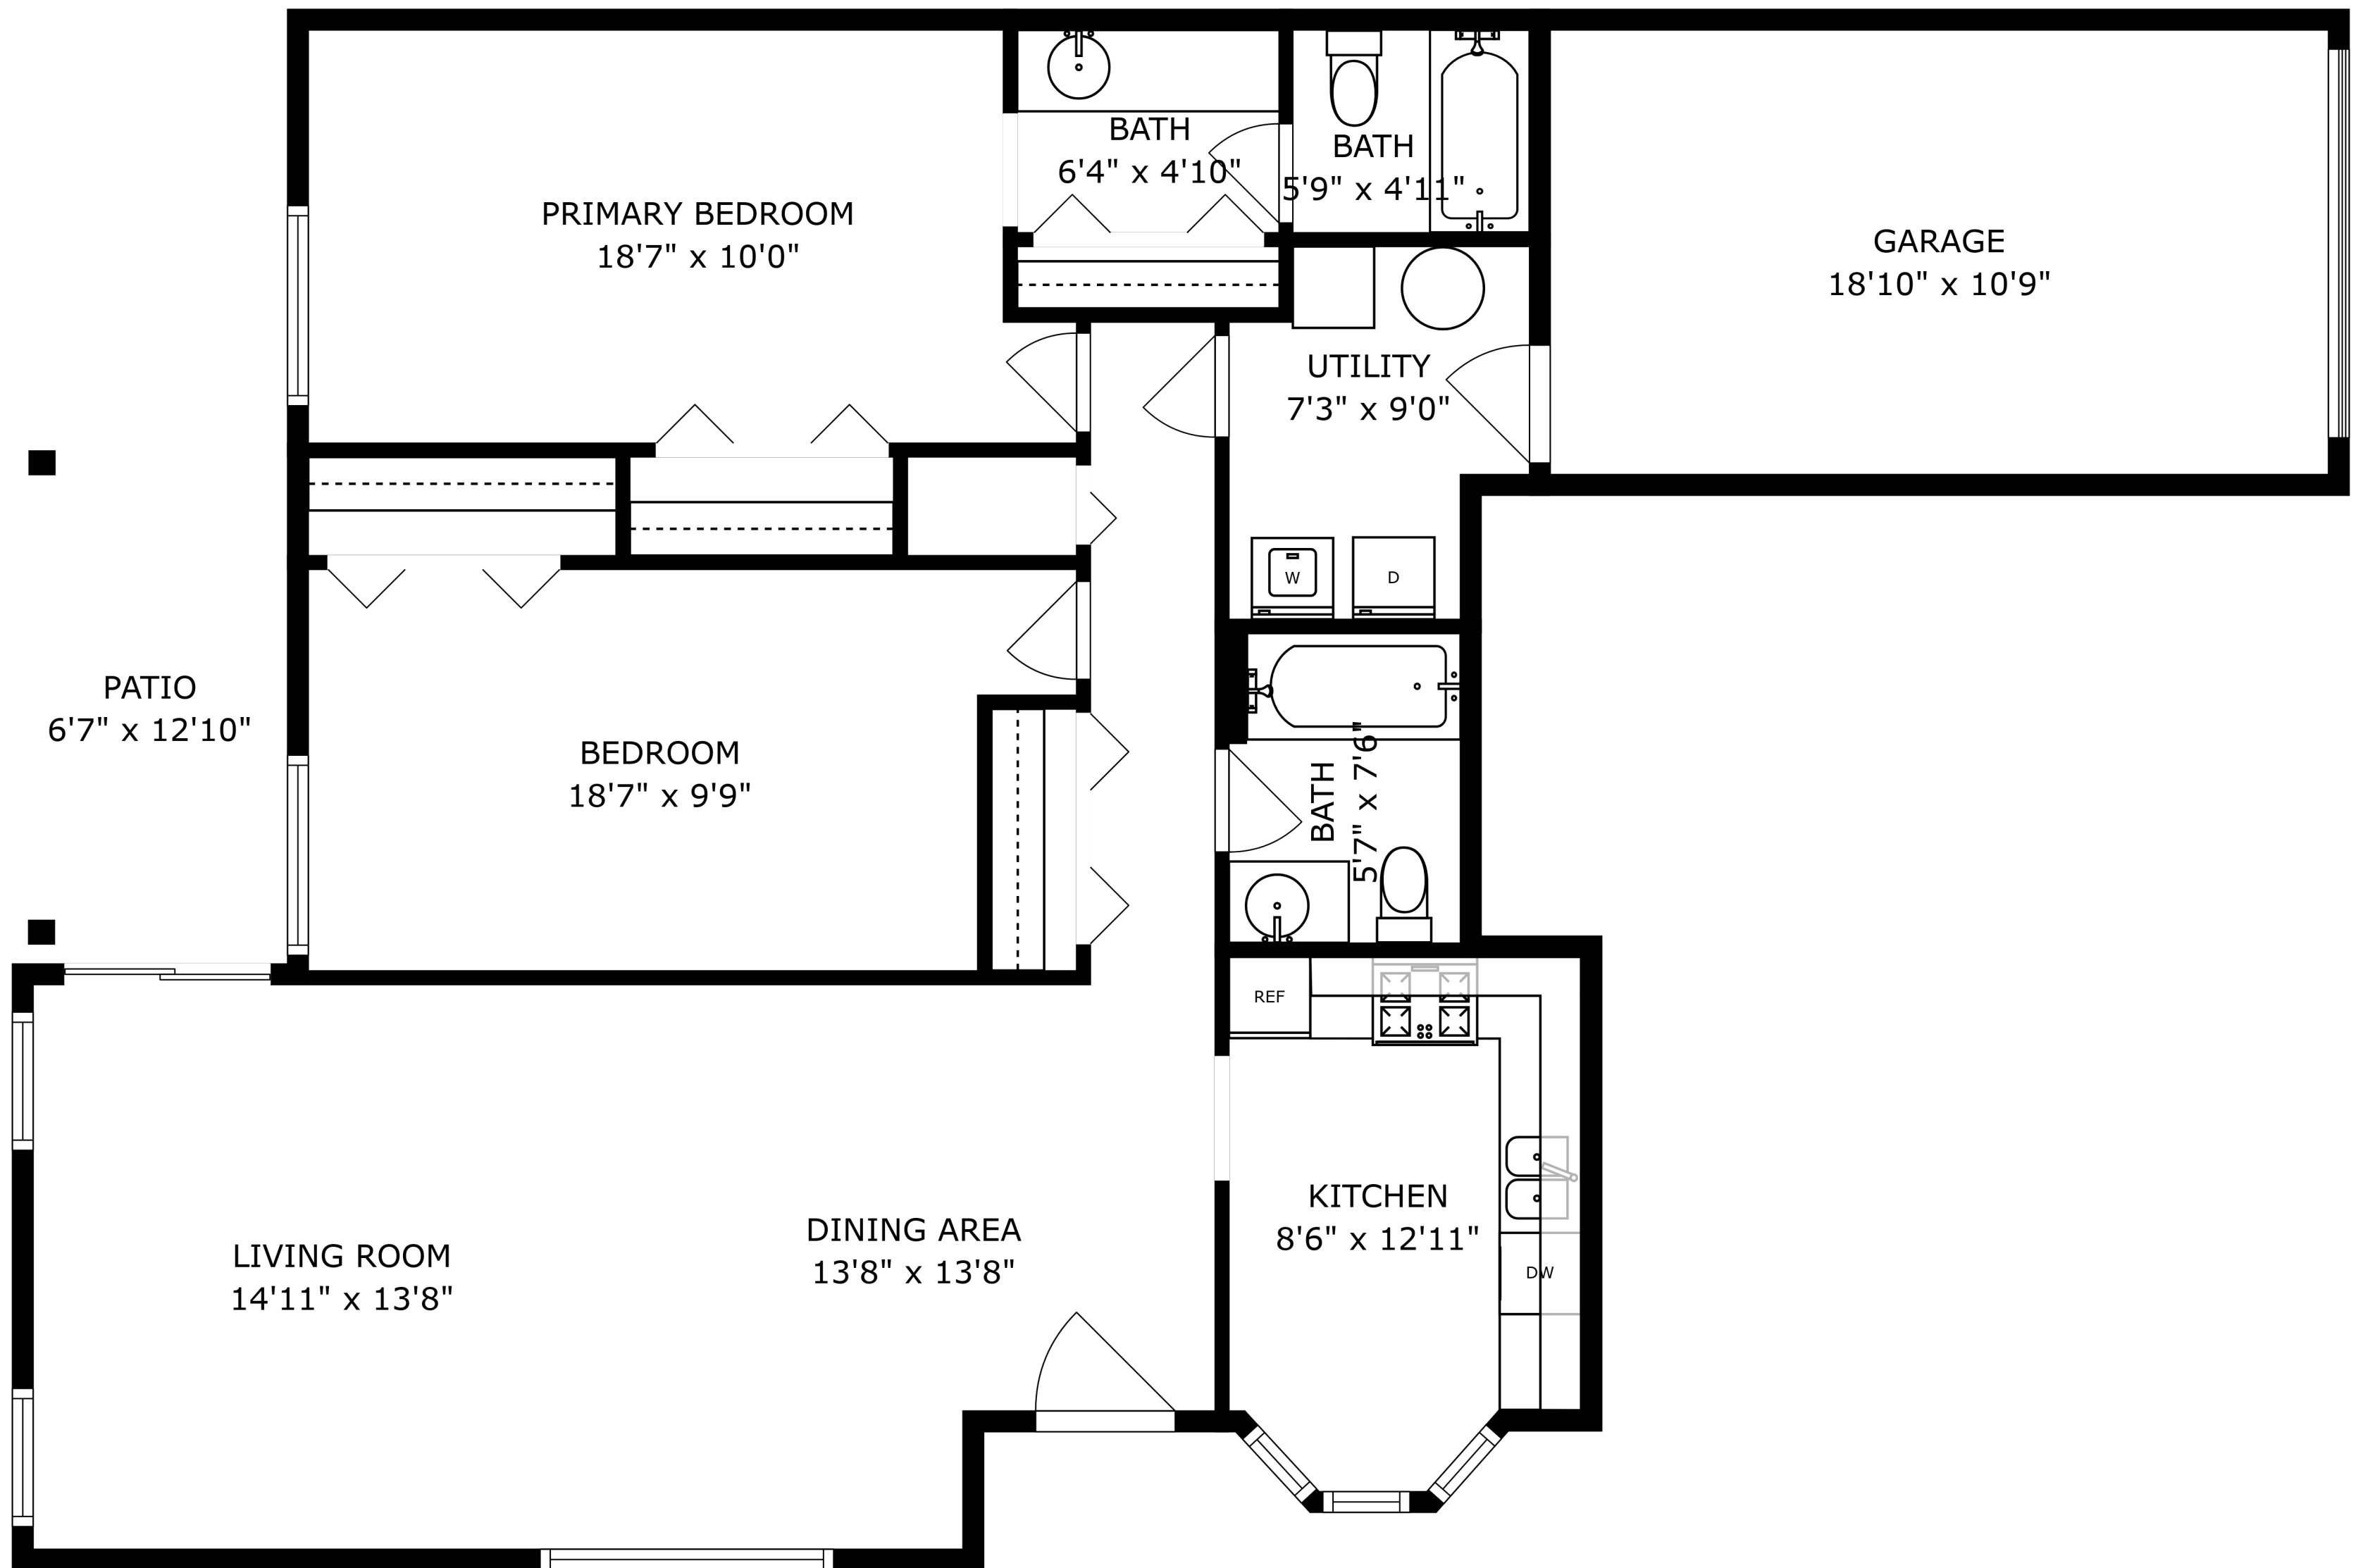 BATH
6'4" x 4'10"
BATH
5'9" x 4'11"
PRIMARY BEDROOM
18'7" x 10'0"
GARAGE
18'10" x 10'9"
UTILITY
7'3" x 9'0"
W
D
PATIO
6'7" x 12'10"
BEDROOM
18'7" x 9'9"
BATH
5'7" x 7'6"
REF
KITCHEN
8'6" x 12'11"
DW
LIVING ROOM
14'11" x 13'8"
DINING AREA
13'8" x 13'8"